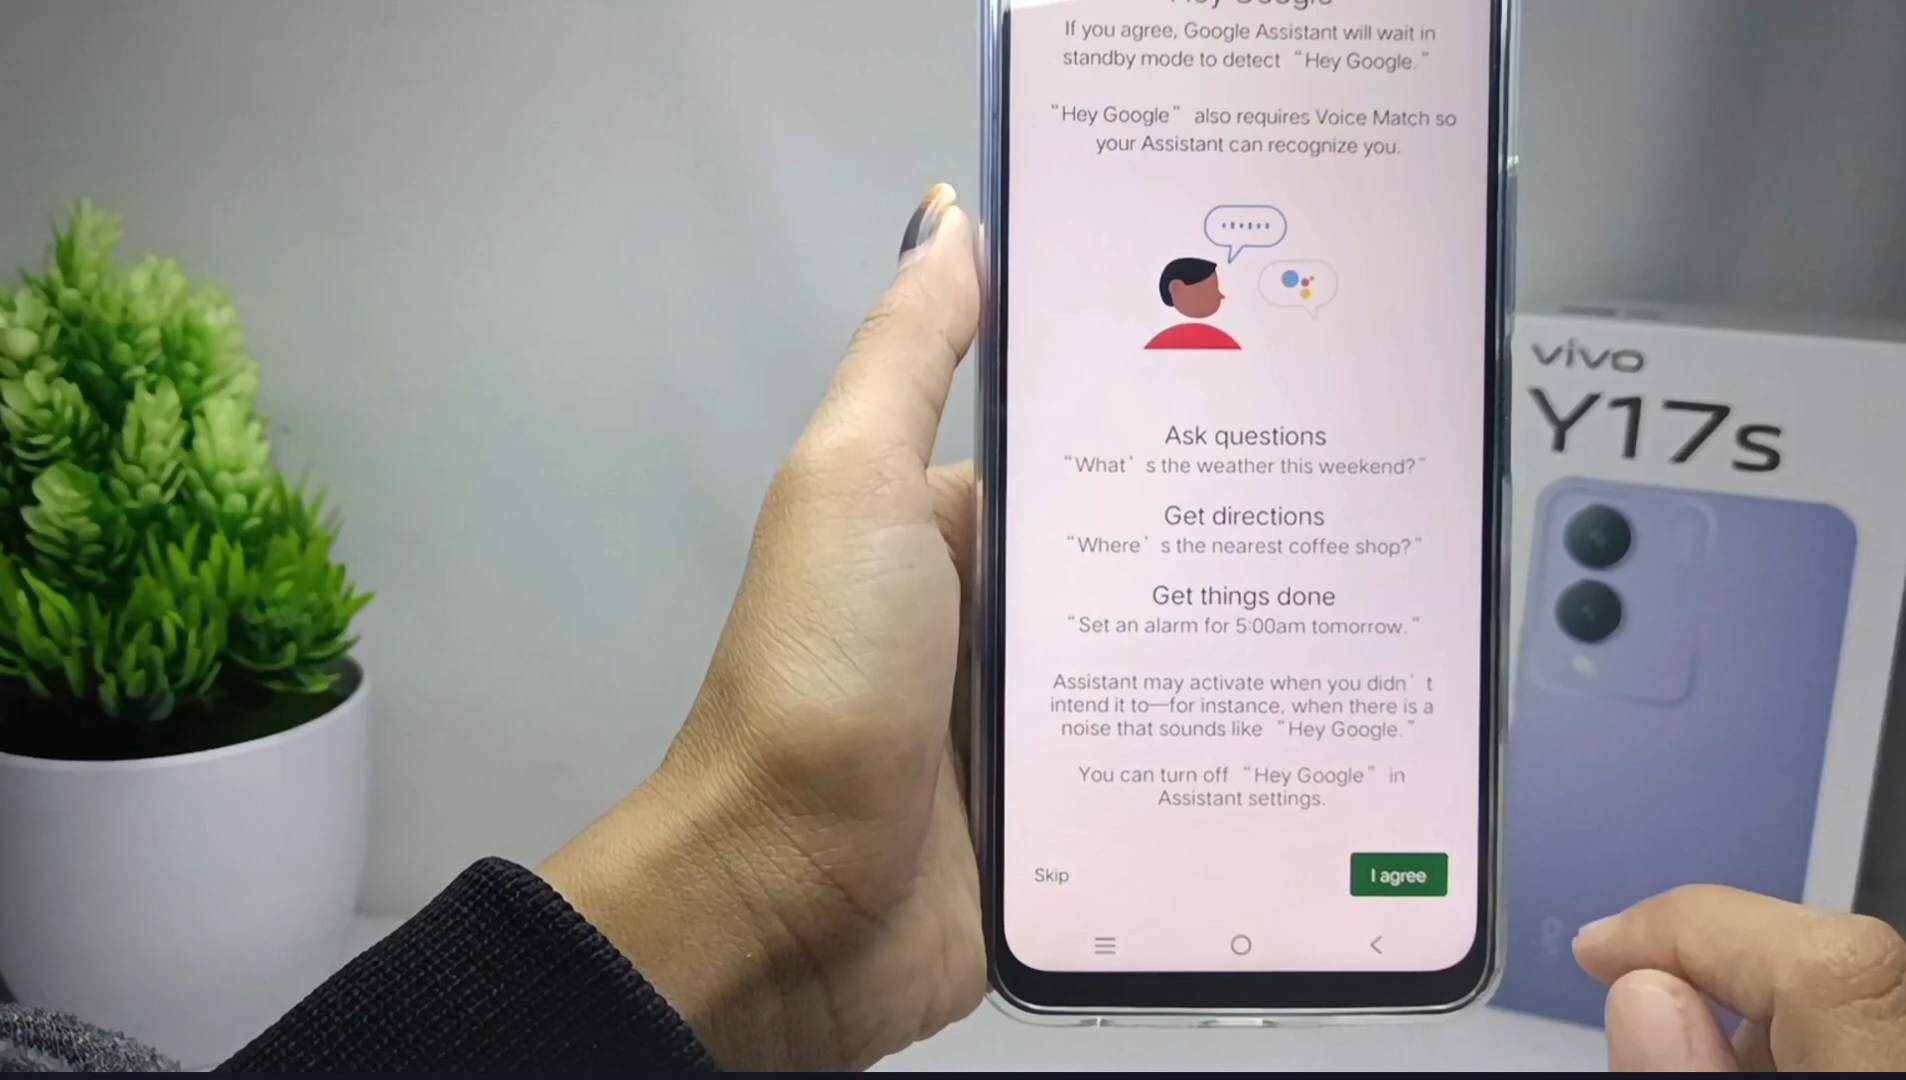 Hey Google
If you agree, Google Assistant will wait in
standby mode to detect “Hey Google.”
“Hey Google” also requires Voice Match so
your Assistant can recognize you.
Ask questions
“What’s the weather this weekend?”
Get directions
“Where’s the nearest coffee shop?”
Get things done
“Set an alarm for 5:00am tomorrow.”
Assistant may activate when you didn’t
intend it to—for instance, when there is a
noise that sounds like “Hey Google.”
You can turn off “Hey Google” in
Assistant settings.
Skip
I agree
vivo
Y17s